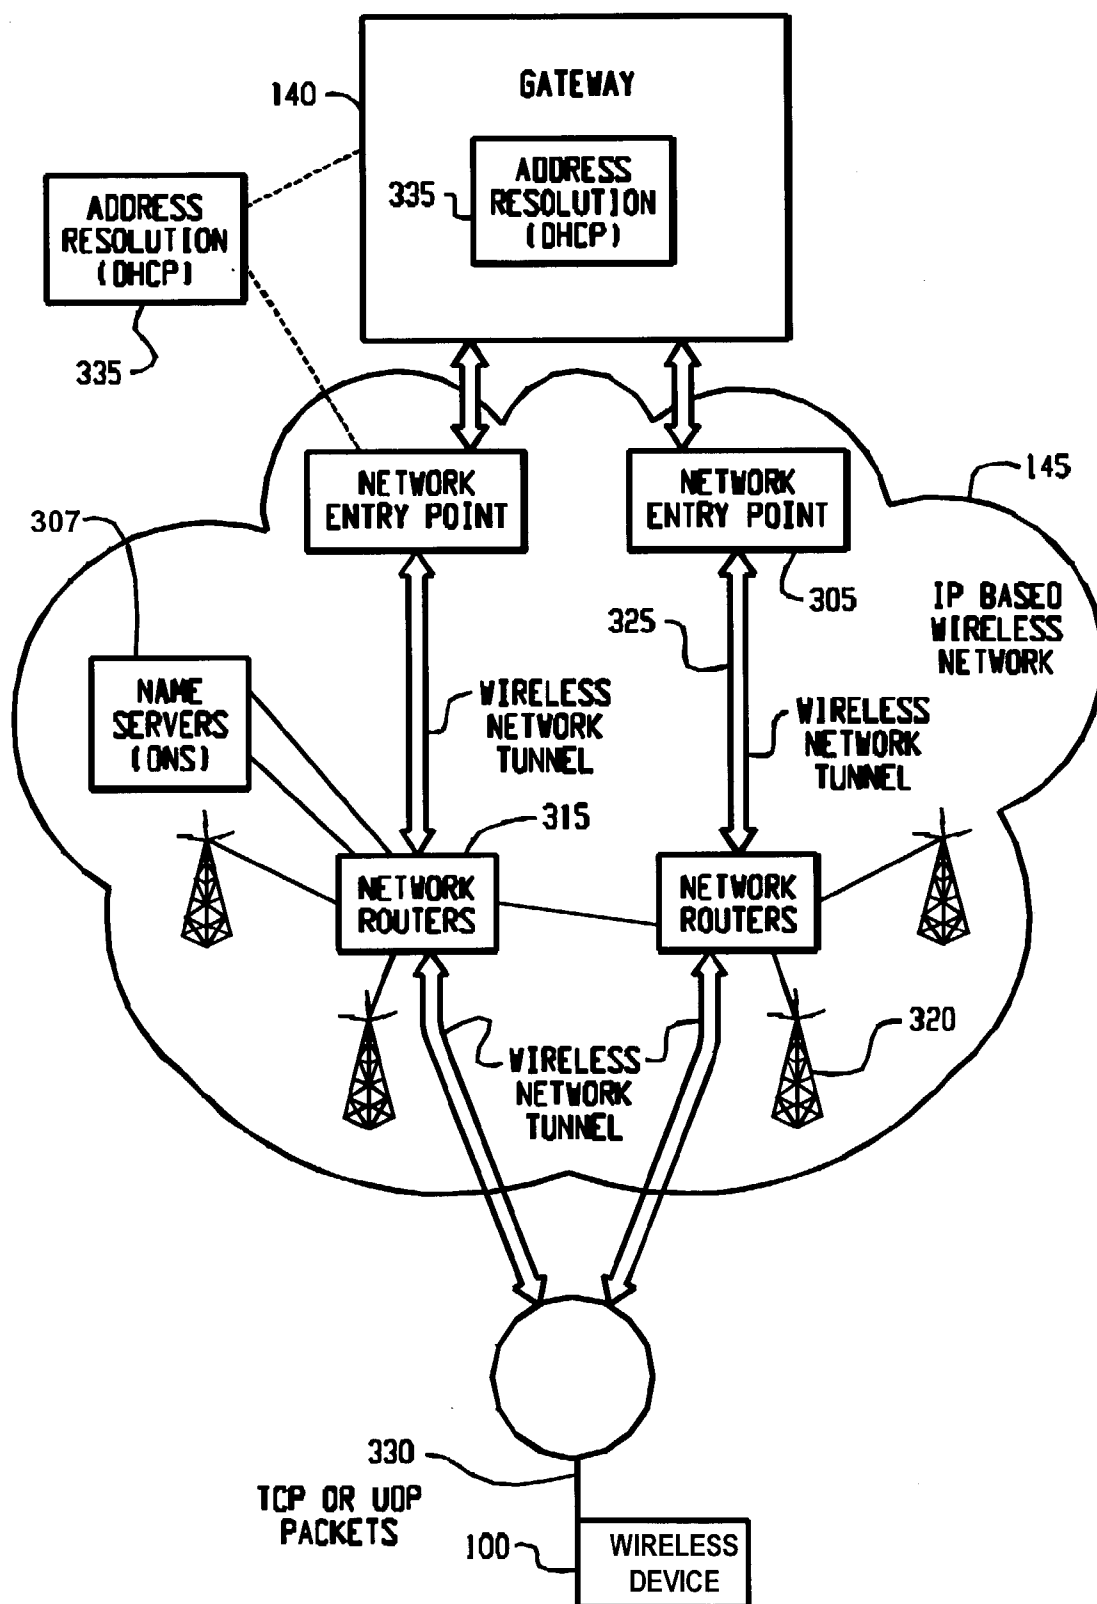 GATEWAY
140
ADDRESS
RESOLUTION
(DHCP)
335
ADDRESS
RESOLUTION
(DHCP)
335
NETWORK
ENTRY POINT
NETWORK
ENTRY POINT
145
307
305
325
IP BASED
WIRELESS
NETWORK
NAME
SERVERS
(DNS)
WIRELESS
NETWORK
TUNNEL
WIRELESS
NETWORK
TUNNEL
315
NETWORK
ROUTERS
NETWORK
ROUTERS
320
WIRELESS
NETWORK
TUNNEL
330
TCP OR UDP
PACKETS
100
WIRELESS
DEVICE